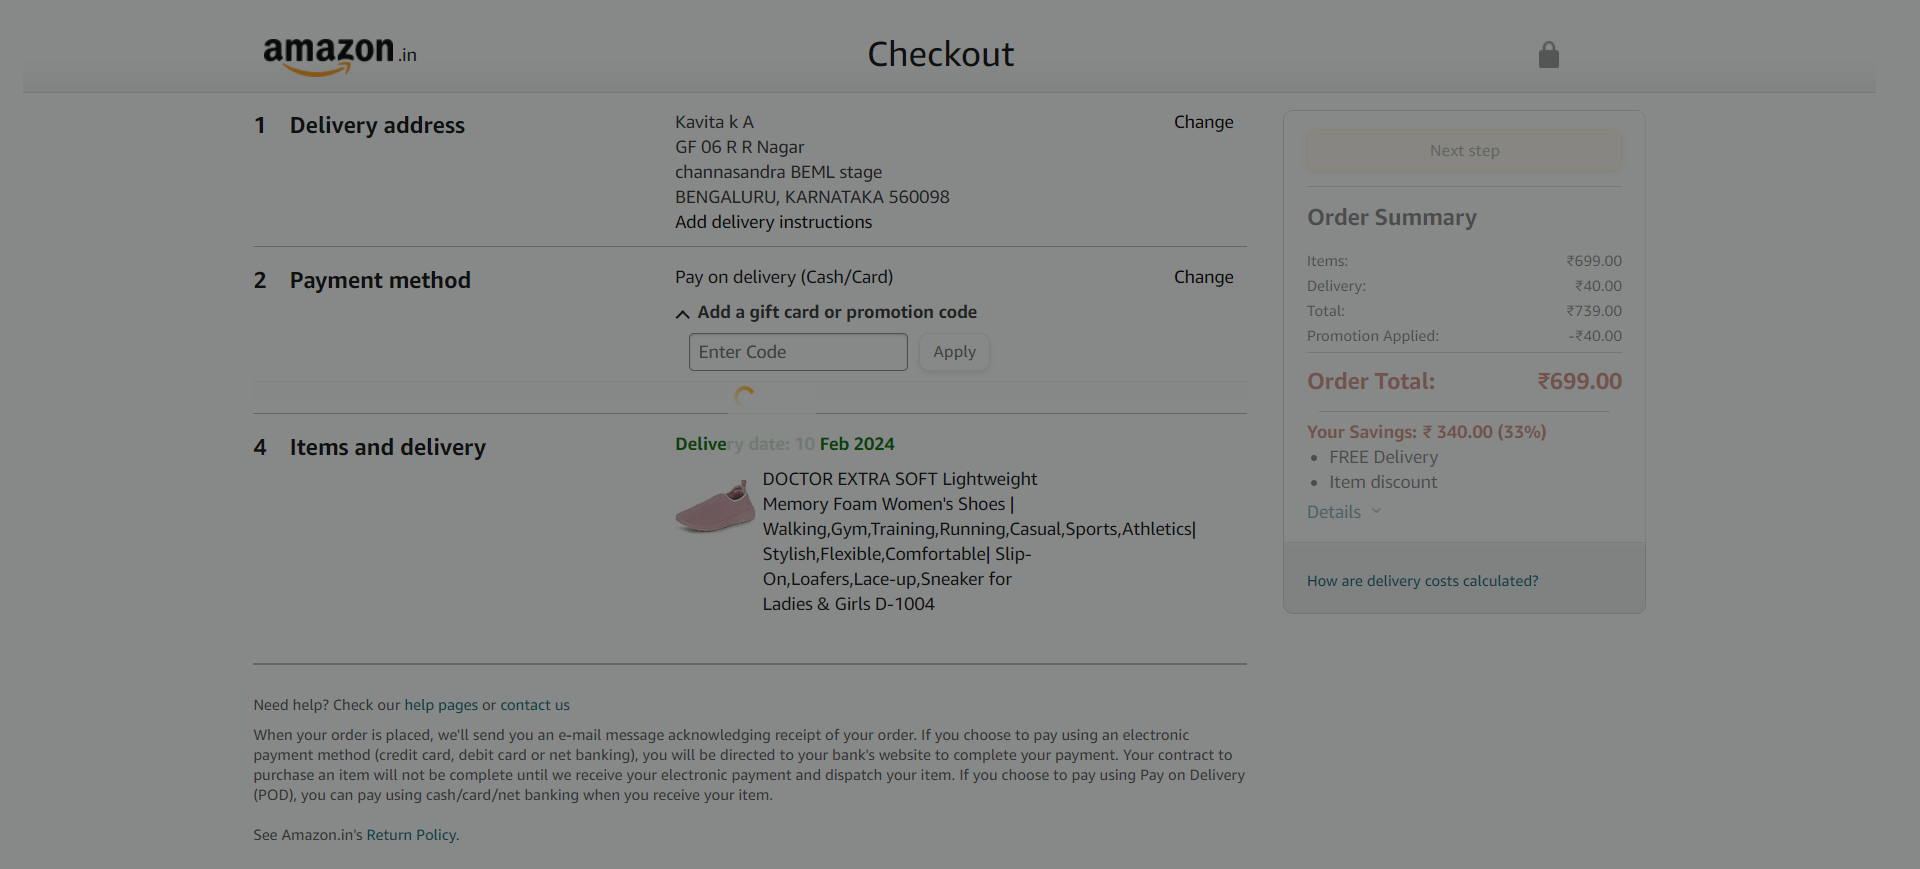 amazon.in
Checkout
1 Delivery address
Kavita k A
GF 06 R R Nagar
channasandra BEML stage
BENGALURU, KARNATAKA 560098
Add delivery instructions
Change
2 Payment method
Pay on delivery (Cash/Card)
Change
Add a gift card or promotion code
Enter Code
Apply
4 Items and delivery
Delivery date: 10 Feb 2024
DOCTOR EXTRA SOFT Lightweight
Memory Foam Women's Shoes |
Walking,Gym,Training,Running,Casual,Sports,Athletics|
Stylish,Flexible,Comfortable| Slip-
On,Loafers,Lace-up,Sneaker for
Ladies & Girls D-1004
Next step
Order Summary
Items: ₹699.00
Delivery: ₹40.00
Total: ₹739.00
Promotion Applied: -₹40.00
Order Total: ₹699.00
Your Savings: ₹ 340.00 (33%)
• FREE Delivery
• Item discount
Details
How are delivery costs calculated?
Need help? Check our help pages or contact us
When your order is placed, we'll send you an e-mail message acknowledging receipt of your order. If you choose to pay using an electronic
payment method (credit card, debit card or net banking), you will be directed to your bank's website to complete your payment. Your contract to
purchase an item will not be complete until we receive your electronic payment and dispatch your item. If you choose to pay using Pay on Delivery
(POD), you can pay using cash/card/net banking when you receive your item.
See Amazon.in's Return Policy.